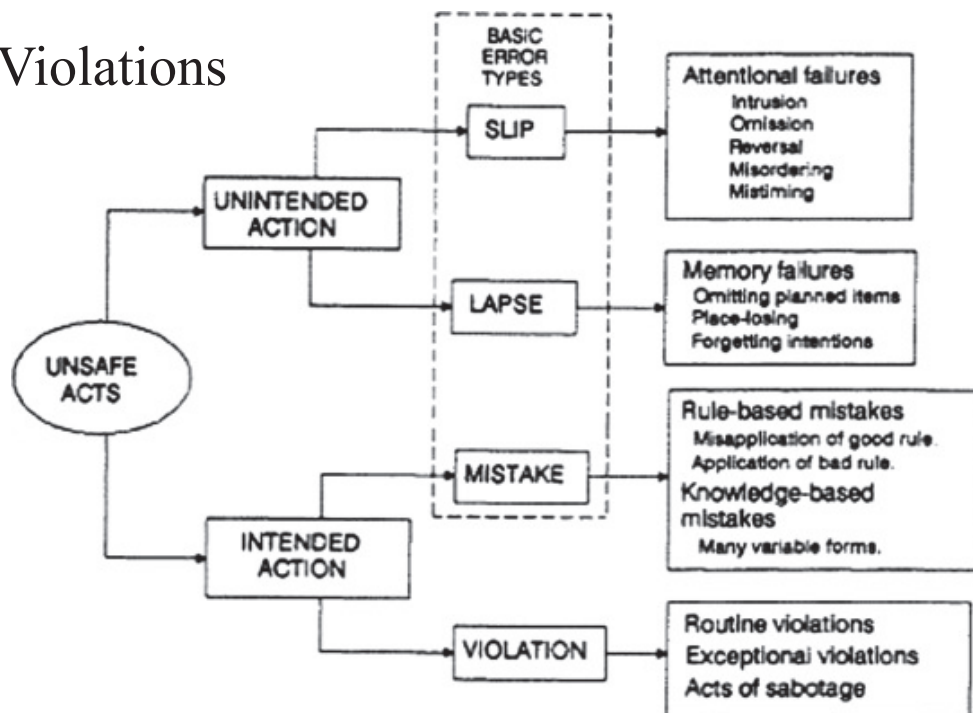 Violations
BASIC
ERROR
TYPES
SLIP
Attentional failures
Intrusion
Omission
Reversal
Misordering
Mistiming
UNINTENDED
ACTION
LAPSE
Memory failures
Omitting planned items
Place-losing
Forgetting intentions
UNSAFE
ACTS
MISTAKE
Rule-based mistakes
Misapplication of good rule.
Application of bad rule.
Knowledge-based
mistakes
Many variable forms.
INTENDED
ACTION
VIOLATION
Routine violations
Exceptional violations
Acts of sabotage